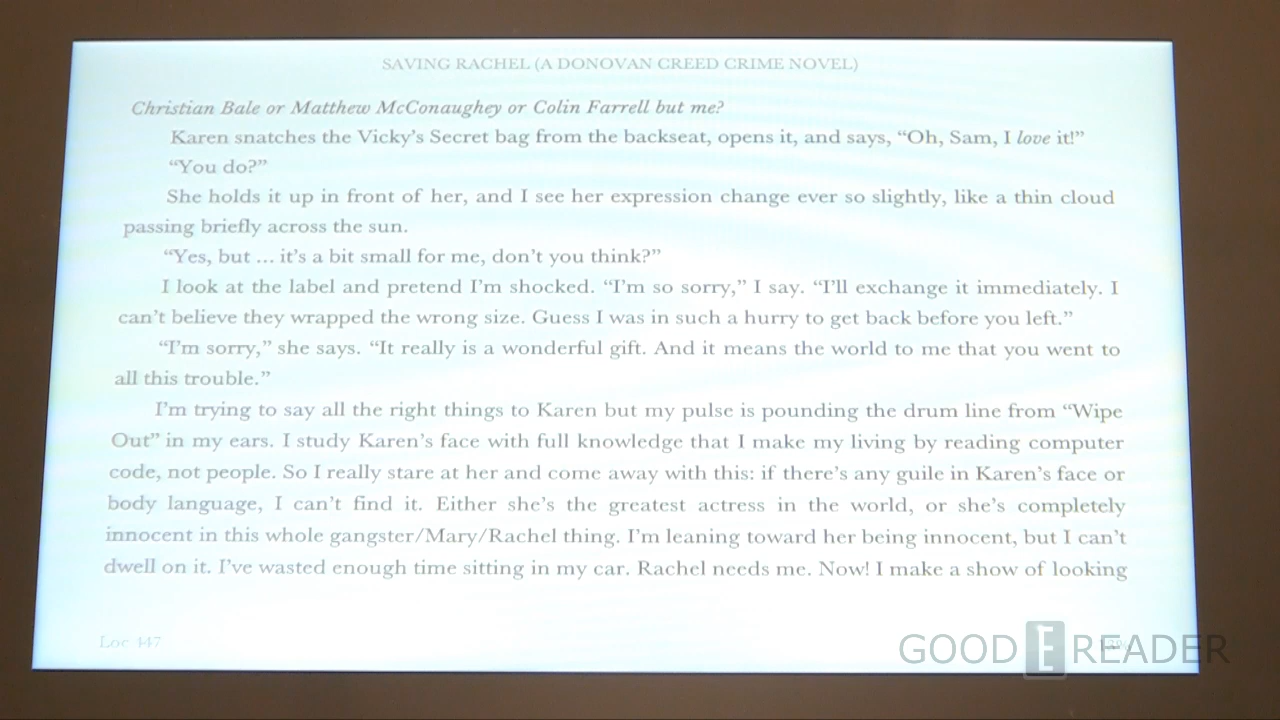 SAVING RACHEL (A DONOVAN CREED CRIME NOVEL)
Christian Bale or Matthew McConaughey or Colin Farrell but me?
Karen snatches the Vicky's Secret bag from the backseat, opens it, and says, “Oh, Sam, I love it!”
“You do?”
She holds it up in front of her, and I see her expression change ever so slightly, like a thin cloud
passing briefly across the sun.
“Yes, but ... it's a bit small for me, don't you think?”
I look at the label and pretend I'm shocked. “I'm so sorry,” I say. “I'll exchange it immediately. I
can't believe they wrapped the wrong size. Guess I was in such a hurry to get back before you left.”
“I'm sorry,” she says. “It really is a wonderful gift. And it means the world to me that you went to
all this trouble.”
I'm trying to say all the right things to Karen but my pulse is pounding the drum line from “Wipe
Out” in my ears. I study Karen's face with full knowledge that I make my living by reading computer
code, not people. So I really stare at her and come away with this: if there's any guile in Karen's face or
body language, I can't find it. Either she's the greatest actress in the world, or she's completely
innocent in this whole gangster/Mary/Rachel thing. I'm leaning toward her being innocent, but I can't
dwell on it. I've wasted enough time sitting in my car. Rachel needs me. Now! I make a show of looking
Loc 447
GOOD E READER